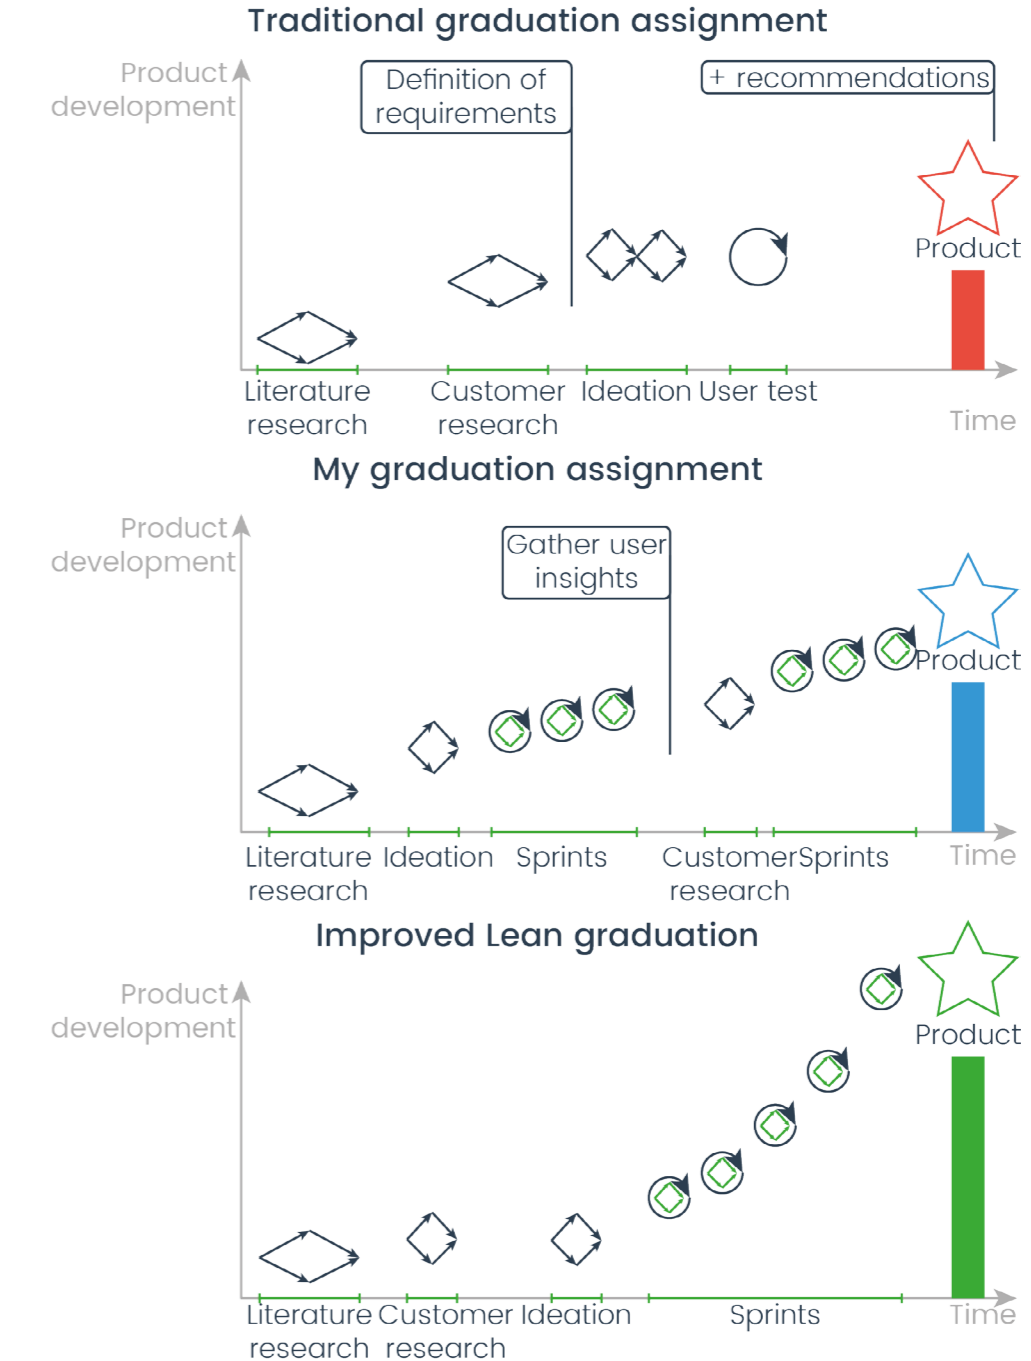 Traditional graduation assignment
Product
development
Definition of
requirements
+ recommendations
Product
Literature
research
Customer
research
Ideation
User test
Time
My graduation assignment
Product
development
Gather user
insights
Product
Literature
research
Ideation
Sprints
Customer
research
Sprints
Time
Improved Lean graduation
Product
development
Product
Literature
research
Customer
research
Ideation
Sprints
Time